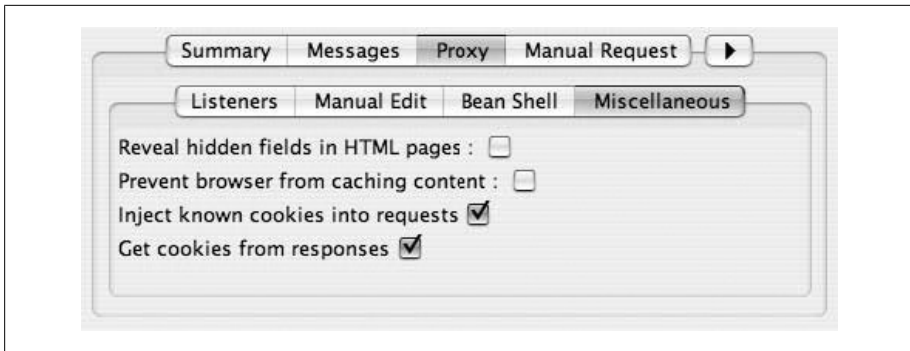 Summary Messages Proxy Manual Request
Listeners Manual Edit Bean Shell Miscellaneous
Reveal hidden fields in HTML pages :
Prevent browser from caching content :
Inject known cookies into requests
Get cookies from responses